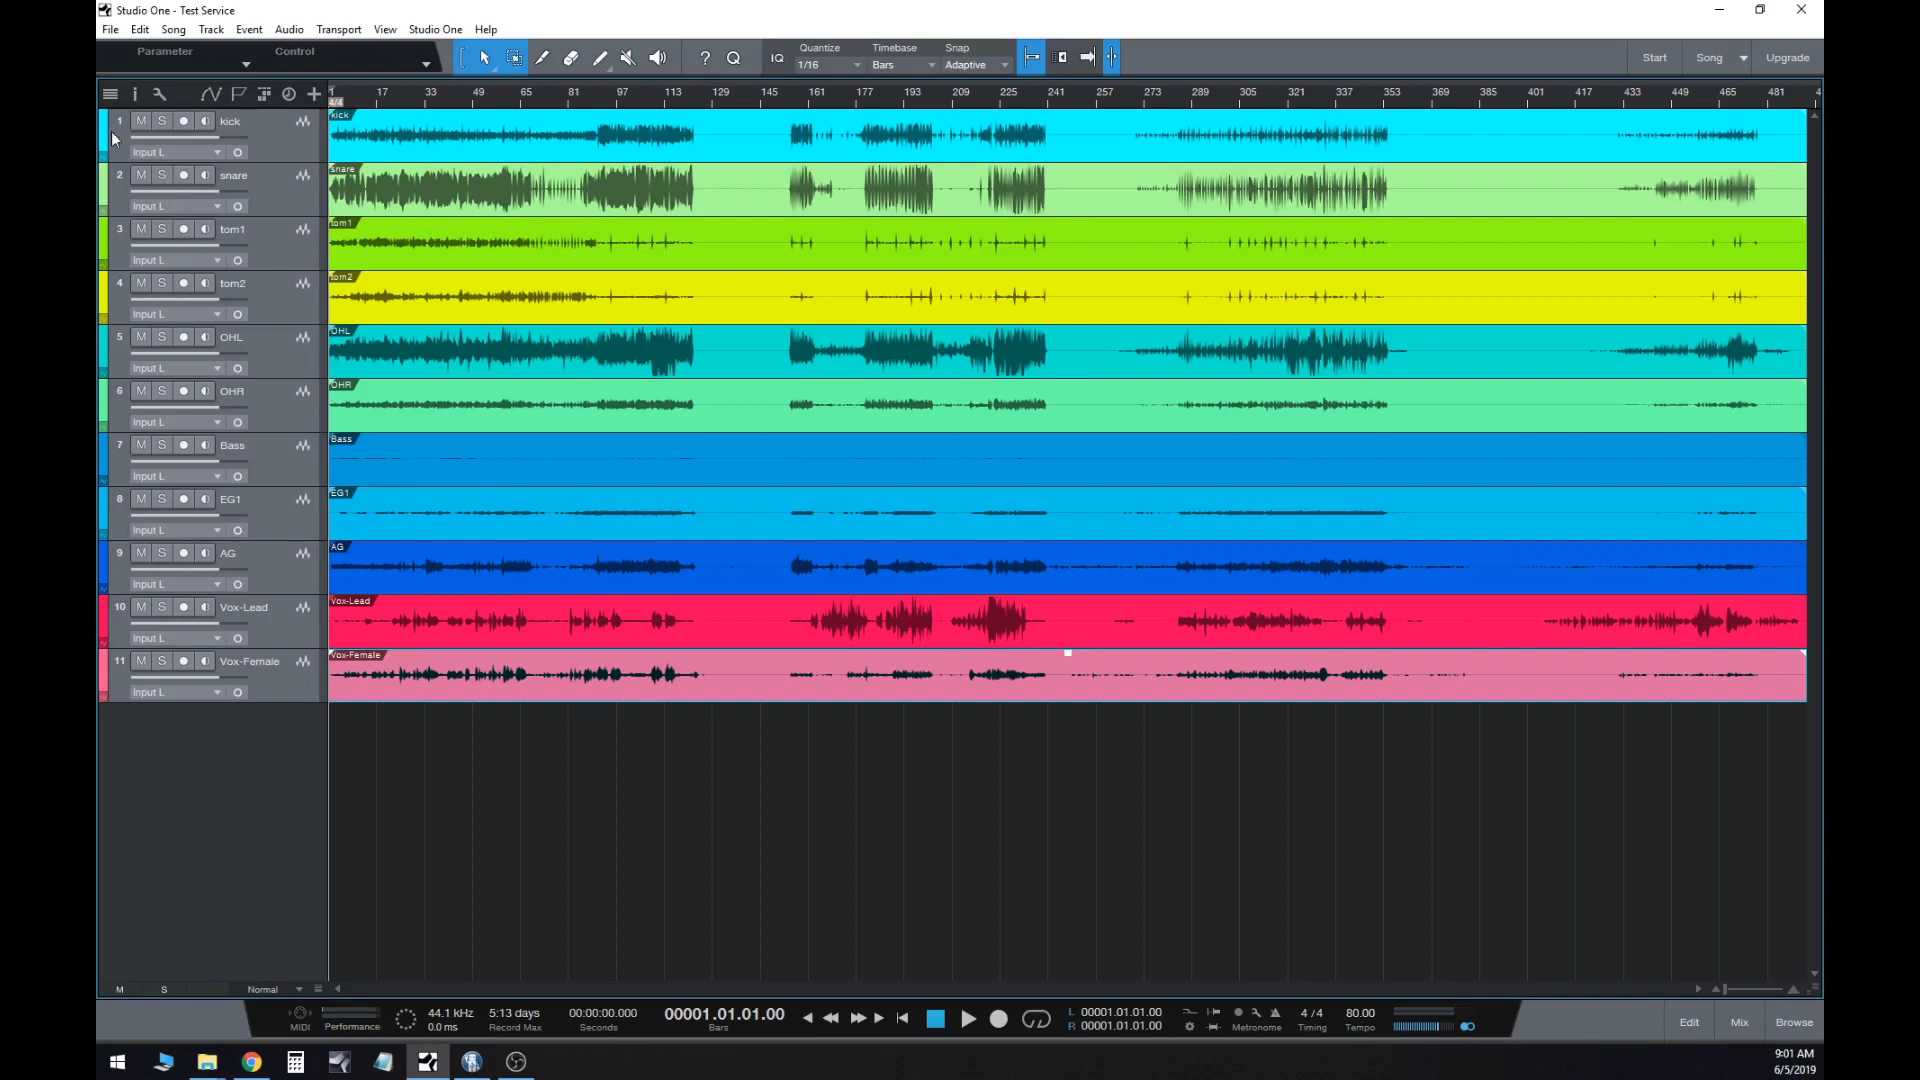 Studio One - Test Service
File Edit Song Track Event Audio Transport View Studio One Help
Parameter Control
? Q IQ Quantize 1/16 Timebase Bars Snap Adaptive
Start Song Upgrade
1 17 33 49 65 81 97 113 129 145 161 177 193 209 225 241 257 273 289 305 321 337 353 369 385 401 417 433 449 465 481 4
4/4
1 M S kick
Input L
kick
2 M S snare
Input L
snare
3 M S tom1
Input L
tom1
4 M S tom2
Input L
tom2
5 M S OHL
Input L
OHL
6 M S OHR
Input L
OHR
7 M S Bass
Input L
Bass
8 M S EG1
Input L
EG1
9 M S AG
Input L
AG
10 M S Vox-Lead
Input L
Vox-Lead
11 M S Vox-Female
Input L
Vox-Female
M S Normal
MIDI
Performance
44.1 kHz
0.0 ms
5:13 days
Record Max
00:00:00.000
Seconds
00001.01.01.00
Bars
L 00001.01.01.00
R 00001.01.01.00
Metronome
4 / 4
Timing
80.00
Tempo
Edit Mix Browse
9:01 AM
6/5/2019